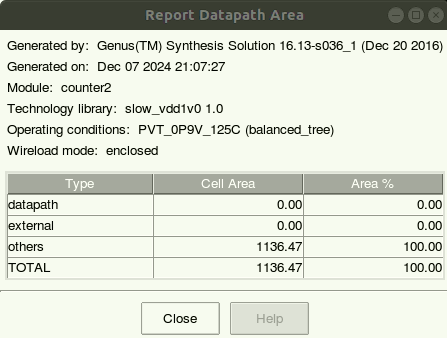 Report Datapath Area
Generated by: Genus(TM) Synthesis Solution 16.13-s036_1 (Dec 20 2016)
Generated on: Dec 07 2024 21:07:27
Module: counter2
Technology library: slow_vdd1v0 1.0
Operating conditions: PVT_0P9V_125C (balanced_tree)
Wireload mode: enclosed
Type Cell Area Area %
datapath 0.00 0.00
external 0.00 0.00
others 1136.47 100.00
TOTAL 1136.47 100.00
Close Help